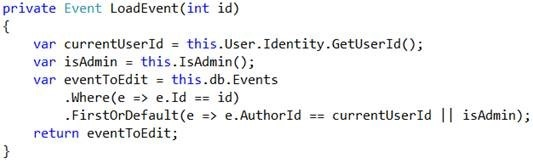 private Event LoadEvent(int id)
{
    var currentUserId = this.User.Identity.GetUserId();
    var isAdmin = this.IsAdmin();
    var eventToEdit = this.db.Events
        .Where(e => e.Id == id)
        .FirstOrDefault(e => e.AuthorId == currentUserId || isAdmin);
    return eventToEdit;
}